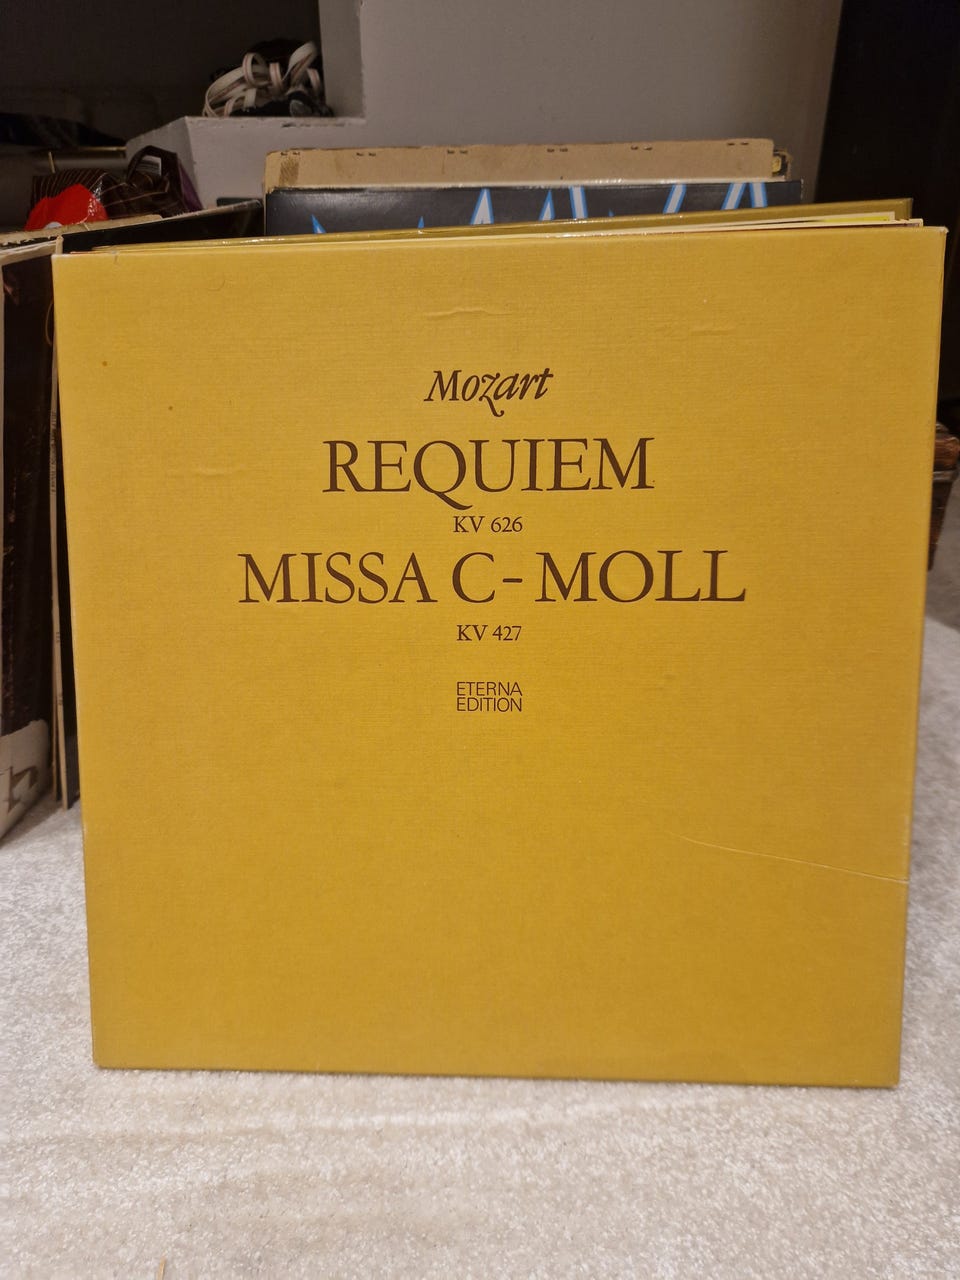 Mozart
REQUIEM
KV 626
MISSA C-MOLL
KV 427
ETERNA
EDITION